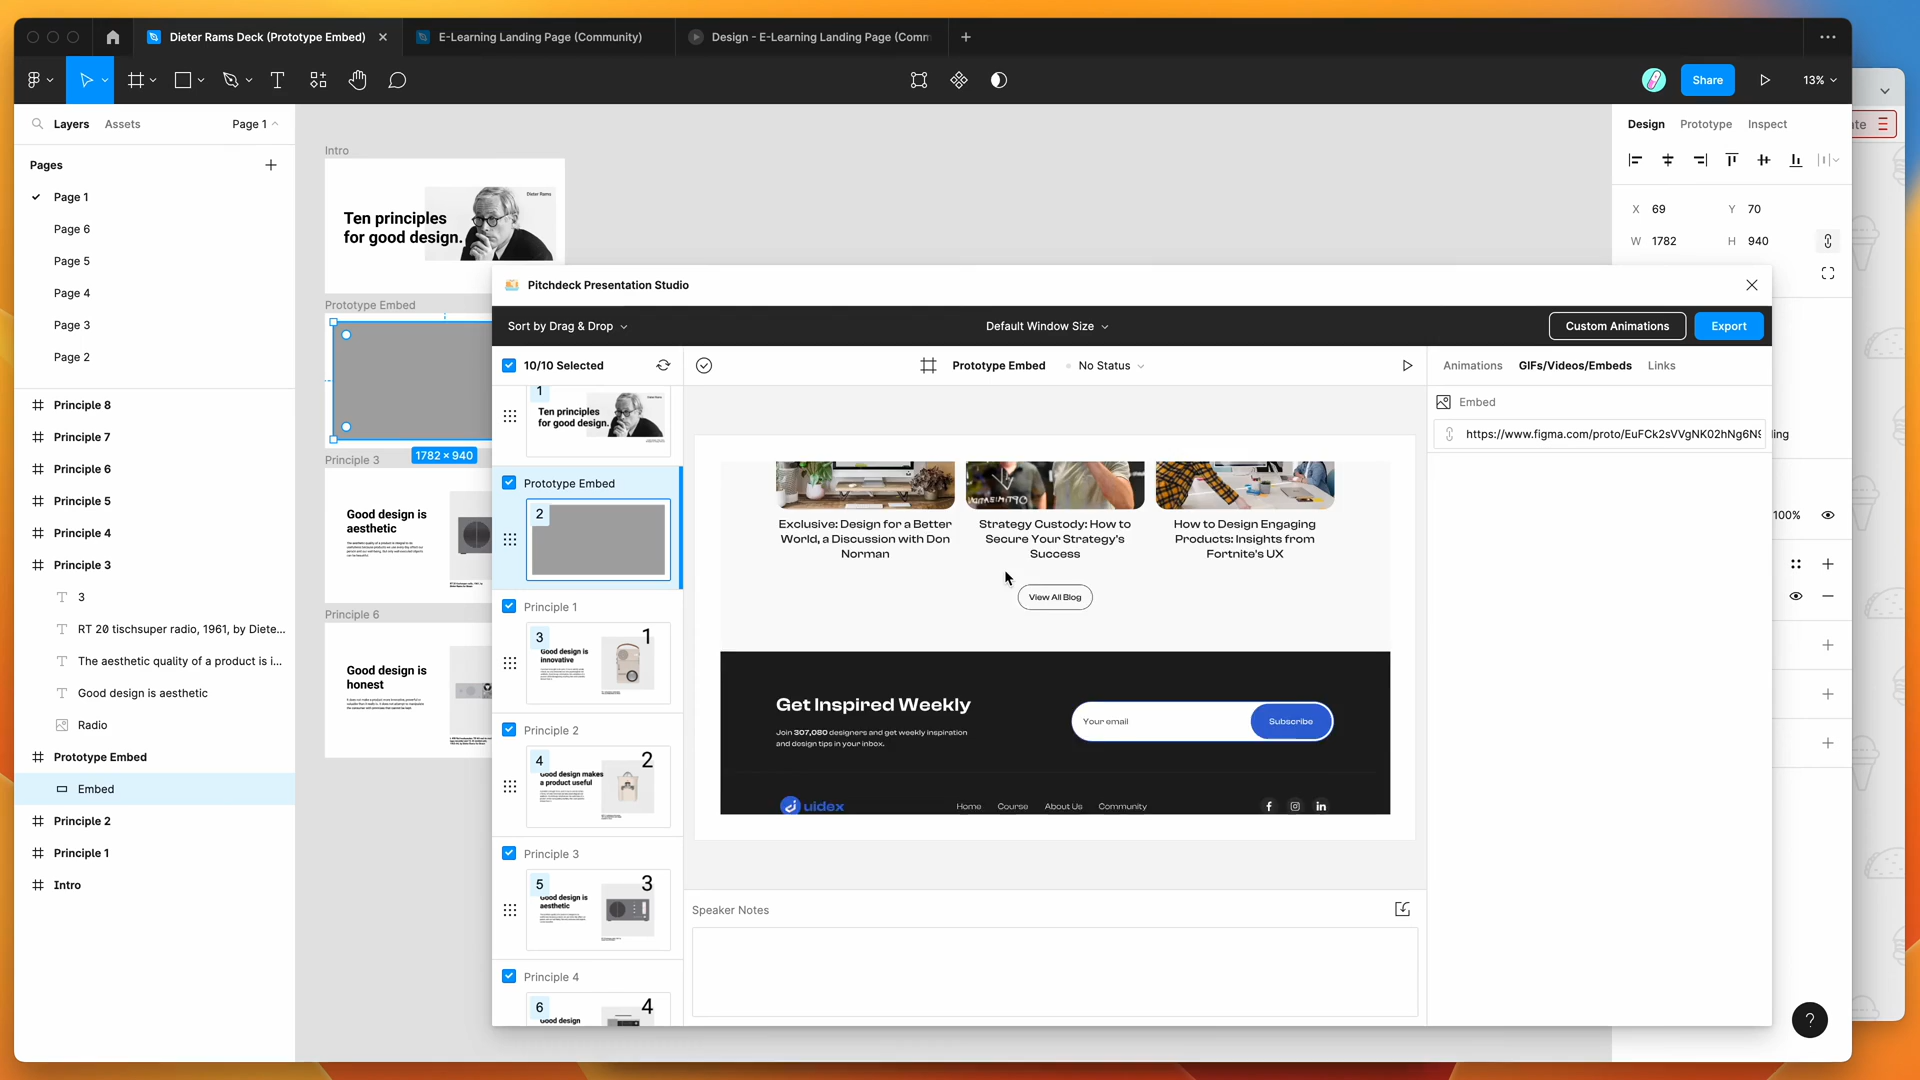 Dieter Rams Deck (Prototype Embed)
E-Learning Landing Page (Community)
Design - E-Learning Landing Page (Comm
Share
13%
Layers
Assets
Page 1
Pages
Page 1
Page 6
Page 5
Page 4
Page 3
Page 2
Principle 8
Principle 7
Principle 6
Principle 5
Principle 4
Principle 3
3
RT 20 tischsuper radio, 1961, by Diete...
The aesthetic quality of a product is i...
Good design is aesthetic
Radio
Prototype Embed
Embed
Principle 2
Principle 1
Intro
Intro
Dieter Rams
Ten principles
for good design.
Prototype Embed
1782 × 940
Principle 3
Good design is
aesthetic
Principle 6
Good design is
honest
Design
Prototype
Inspect
X 69
Y 70
W 1782
H 940
100%
Pitchdeck Presentation Studio
Sort by Drag & Drop
Default Window Size
Custom Animations
Export
10/10 Selected
Prototype Embed
No Status
Animations
GIFs/Videos/Embeds
Links
Embed
https://www.figma.com/proto/EuFCk2sVVgNK02hNg6NS
ling
1
Ten principles
for good design.
Prototype Embed
2
Principle 1
3
1
Good design is
innovative
Principle 2
4
2
Good design makes
a product useful
Principle 3
5
3
Good design is
aesthetic
Principle 4
6
4
Good design
Exclusive: Design for a Better
World, a Discussion with Don
Norman
Strategy Custody: How to
Secure Your Strategy's
Success
How to Design Engaging
Products: Insights from
Fortnite's UX
View All Blog
Get Inspired Weekly
Join 307,080 designers and get weekly inspiration
and design tips in your inbox.
Your email
Subscribe
uidex
Home
Course
About Us
Community
Speaker Notes
?